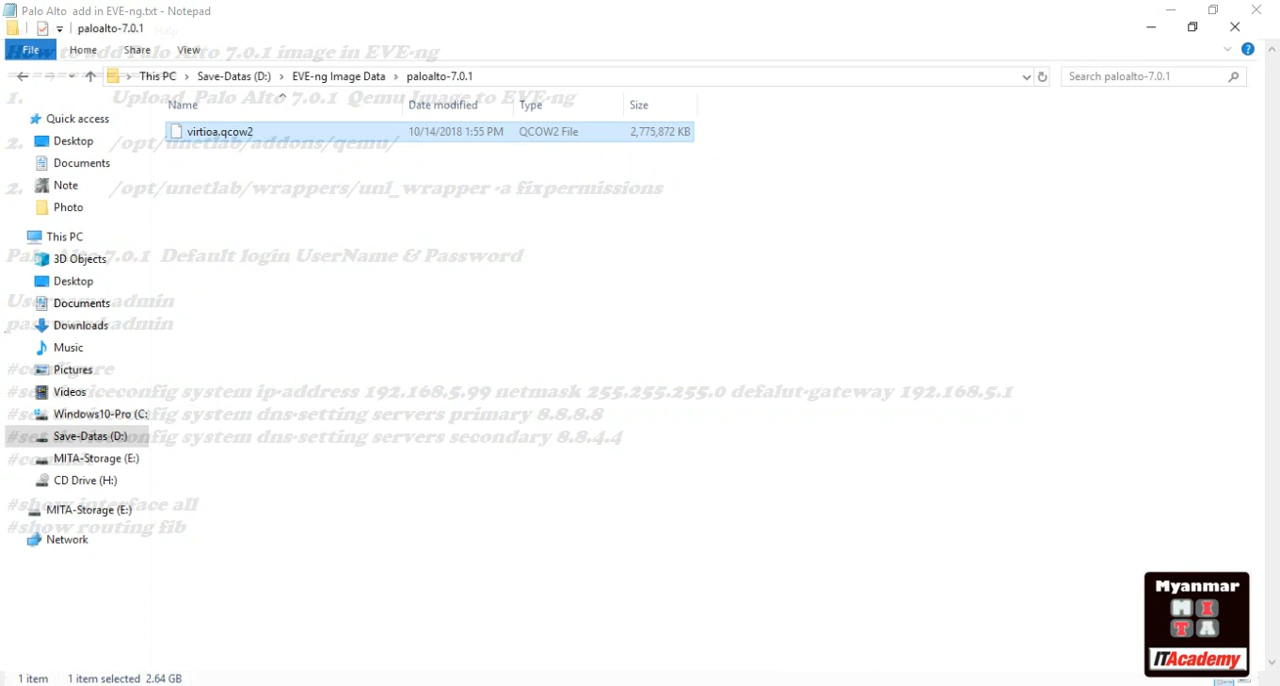 Palo Alto add in EVE-ng.txt - Notepad
paloalto-7.0.1
Help
File Home Share View
How to add Palo Alto 7.0.1 image in EVE-ng
This PC > Save-Datas (D:) > EVE-ng Image Data > paloalto-7.0.1
Search paloalto-7.0.1
1. Upload Palo Alto 7.0.1 Qemu Image to EVE-ng
Name Date modified Type Size
Quick access
virtioa.qcow2 10/14/2018 1:55 PM QCOW2 File 2,775,872 KB
2. /opt/unetlab/addons/qemu/
Desktop
Documents
2. /opt/unetlab/wrappers/unl_wrapper -a fixpermissions
Note
Photo
This PC
Palo Alto 7.0.1 Default login UserName & Password
3D Objects
Desktop
admin
Documents
admin
Downloads
Music
#configure
Pictures
system ip-address 192.168.5.99 netmask 255.255.255.0 defalut-gateway 192.168.5.1
Videos
system dns-setting servers primary 8.8.8.8
Windows10-Pro (C:
system dns-setting servers secondary 8.8.4.4
Save-Datas (D:)
MITA-Storage (E:)
CD Drive (H:)
#show interface all
MITA-Storage (E:)
#show routing fib
Network
Myanmar
M I
T A
ITAcademy
1 item 1 item selected 2.64 GB